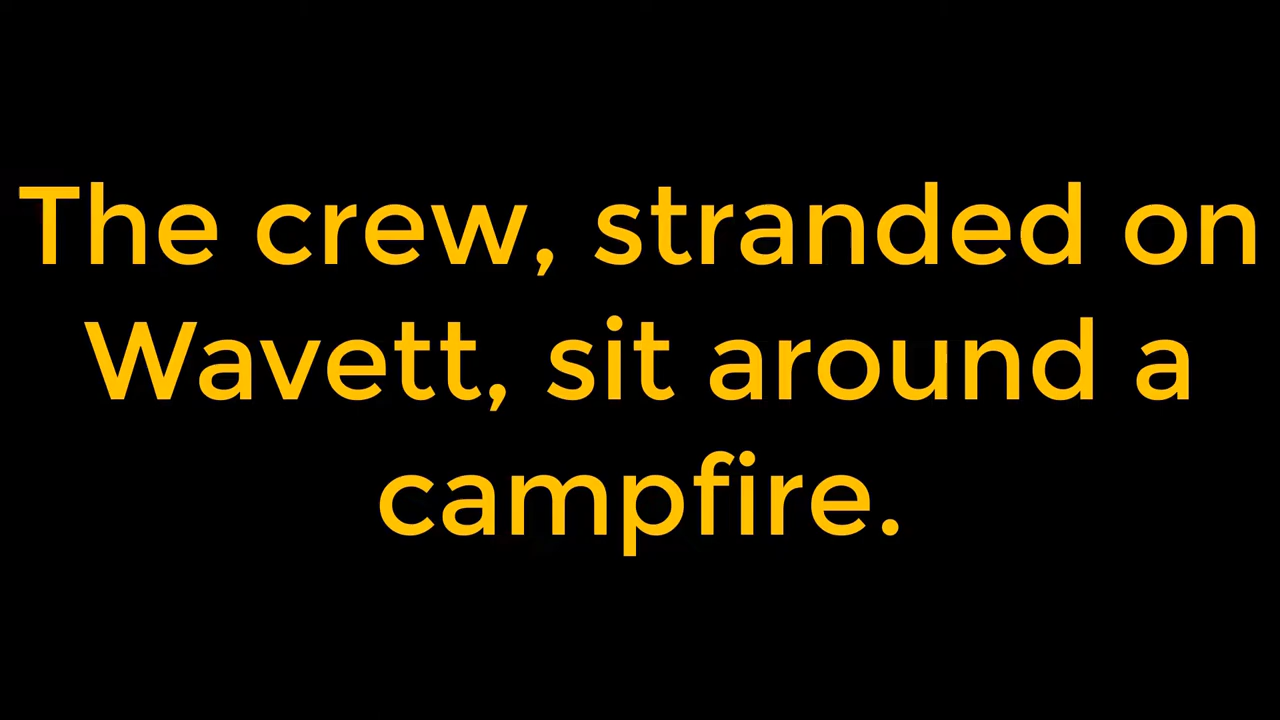 The crew, stranded on
Wavett, sit around a
campfire.